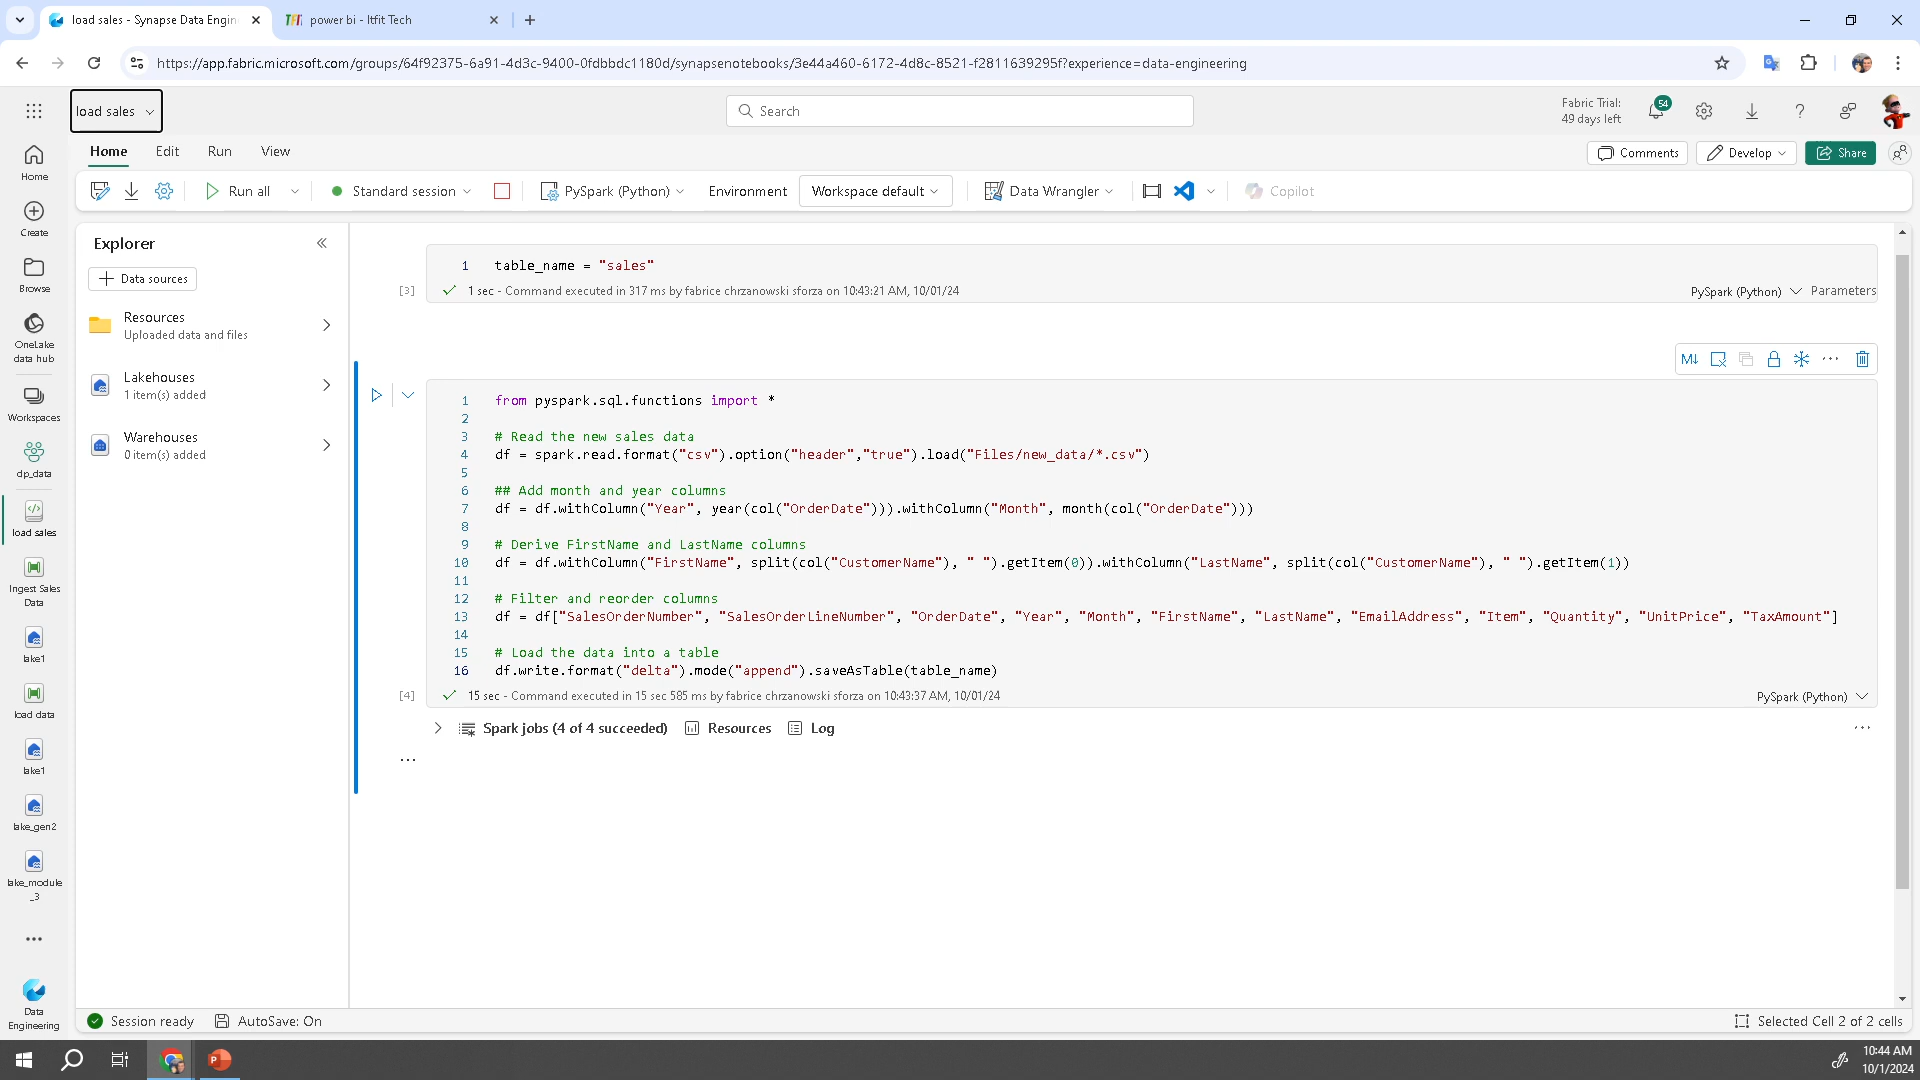 load sales - Synapse Data Engin
power bi - Itfit Tech
https://app.fabric.microsoft.com/groups/64f92375-6a91-4d3c-9400-0fdbbdc1180d/synapsenotebooks/3e44a460-6172-4d8c-8521-f2811639295f?experience=data-engineering
load sales
Search
Fabric Trial:
49 days left
54
Home Edit Run View
Comments Develop Share
Run all Standard session PySpark (Python) Environment Workspace default Data Wrangler Copilot
Home
Create
Browse
OneLake
data hub
Workspaces
dp_data
load sales
Ingest Sales
Data
lake1
load data
lake1
lake_gen2
lake_module
_3
Data
Engineering
Explorer
Data sources
Resources
Uploaded data and files
Lakehouses
1 item(s) added
Warehouses
0 item(s) added
1 table_name = "sales"
[3] 1 sec - Command executed in 317 ms by fabrice chrzanowski sforza on 10:43:21 AM, 10/01/24 PySpark (Python) Parameters
M↓
1 from pyspark.sql.functions import *
2
3 # Read the new sales data
4 df = spark.read.format("csv").option("header","true").load("Files/new_data/*.csv")
5
6 ## Add month and year columns
7 df = df.withColumn("Year", year(col("OrderDate"))).withColumn("Month", month(col("OrderDate")))
8
9 # Derive FirstName and LastName columns
10 df = df.withColumn("FirstName", split(col("CustomerName"), " ").getItem(0)).withColumn("LastName", split(col("CustomerName"), " ").getItem(1))
11
12 # Filter and reorder columns
13 df = df["SalesOrderNumber", "SalesOrderLineNumber", "OrderDate", "Year", "Month", "FirstName", "LastName", "EmailAddress", "Item", "Quantity", "UnitPrice", "TaxAmount"]
14
15 # Load the data into a table
16 df.write.format("delta").mode("append").saveAsTable(table_name)
[4] 15 sec - Command executed in 15 sec 585 ms by fabrice chrzanowski sforza on 10:43:37 AM, 10/01/24 PySpark (Python)
Spark jobs (4 of 4 succeeded) Resources Log
Session ready AutoSave: On Selected Cell 2 of 2 cells
10:44 AM
10/1/2024